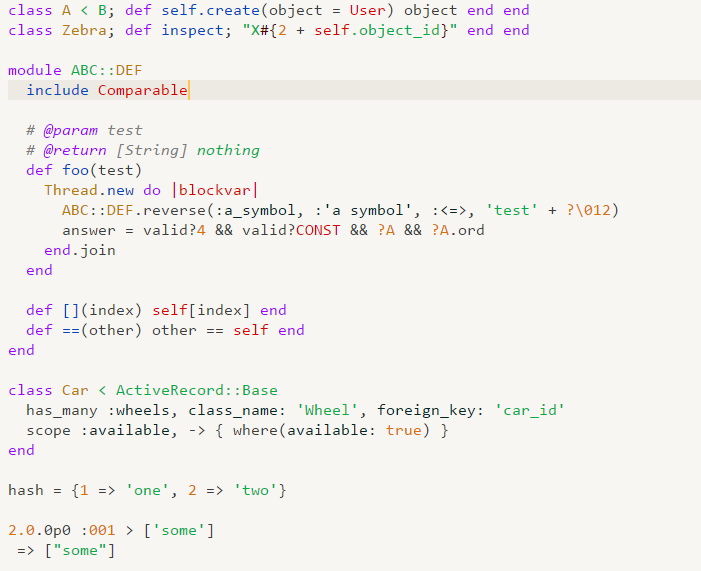 class A < B; def self.create(object = User) object end end
class Zebra; def inspect; "X#{2 + self.object_id}" end end
module ABC::DEF
  include Comparable
  # @param test
  # @return [String] nothing
  def foo(test)
    Thread.new do |blockvar|
      ABC::DEF.reverse(:a_symbol, :'a symbol', :<=>, 'test' + ?\012)
      answer = valid?4 && valid?CONST && ?A && ?A.ord
    end.join
  end
  def [](index) self[index] end
  def ==(other) other == self end
end
class Car < ActiveRecord::Base
  has_many :wheels, class_name: 'Wheel', foreign_key: 'car_id'
  scope :available, -> { where(available: true) }
end
hash = {1 => 'one', 2 => 'two'}
2.0.0p0 :001 > ['some']
 => ["some"]